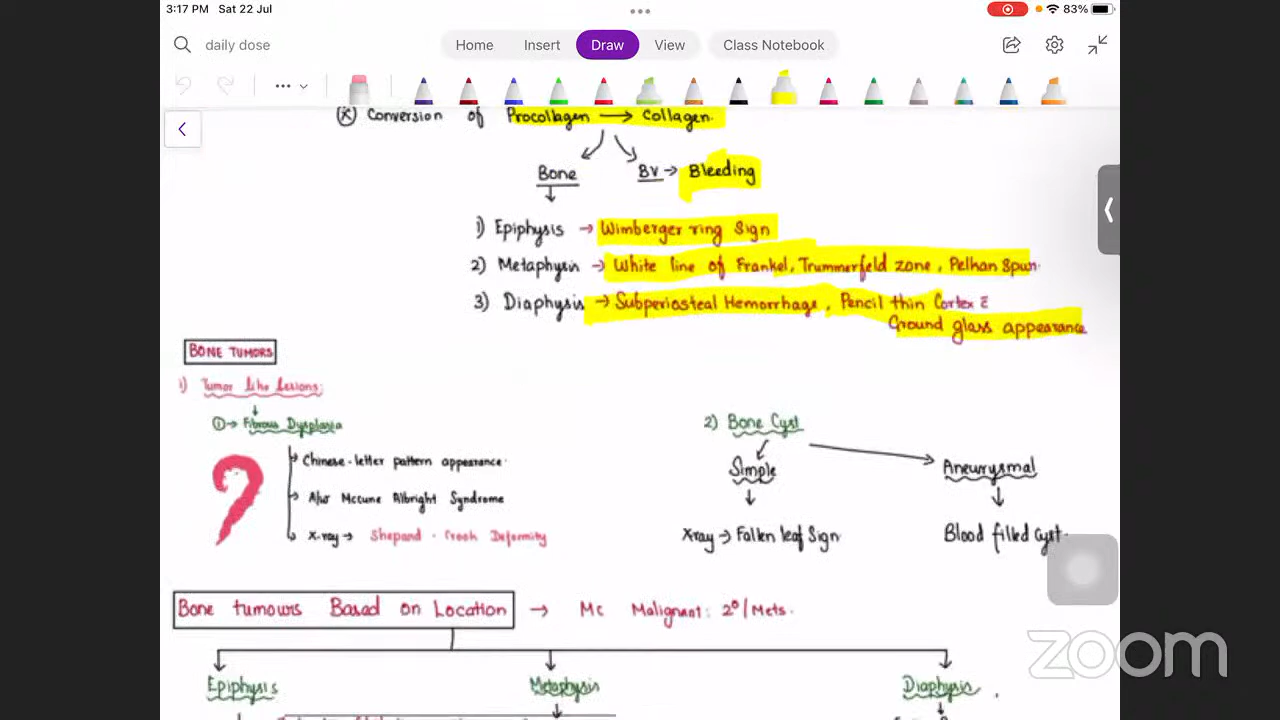 3:17 PM Sat 22 Jul
83%
daily dose
Home Insert Draw View Class Notebook
(x) Conversion of Procollagen → Collagen.
Bone BV → Bleeding
1) Epiphysis → Wimberger ring Sign
2) Metaphysis → White line of Frankel, Trummerfeld zone, Pelhan Spur.
3) Diaphysis → Subperiosteal Hemorrhage, Pencil thin Cortex &
Ground glass appearance
BONE TUMORS
1) Tumor like lesions:
① → Fibrous Dysplasia
Chinese-letter pattern appearance.
Also Mccune Albright Syndrome
X-ray → Shepard-Crook Deformity
2) Bone Cyst
Simple Aneurysmal
X-ray → Fallen leaf Sign Blood filled Cyst.
Bone tumours Based on Location → Mc Malignant: 2°/Mets.
Epiphysis Metaphysis Diaphysis
zoom